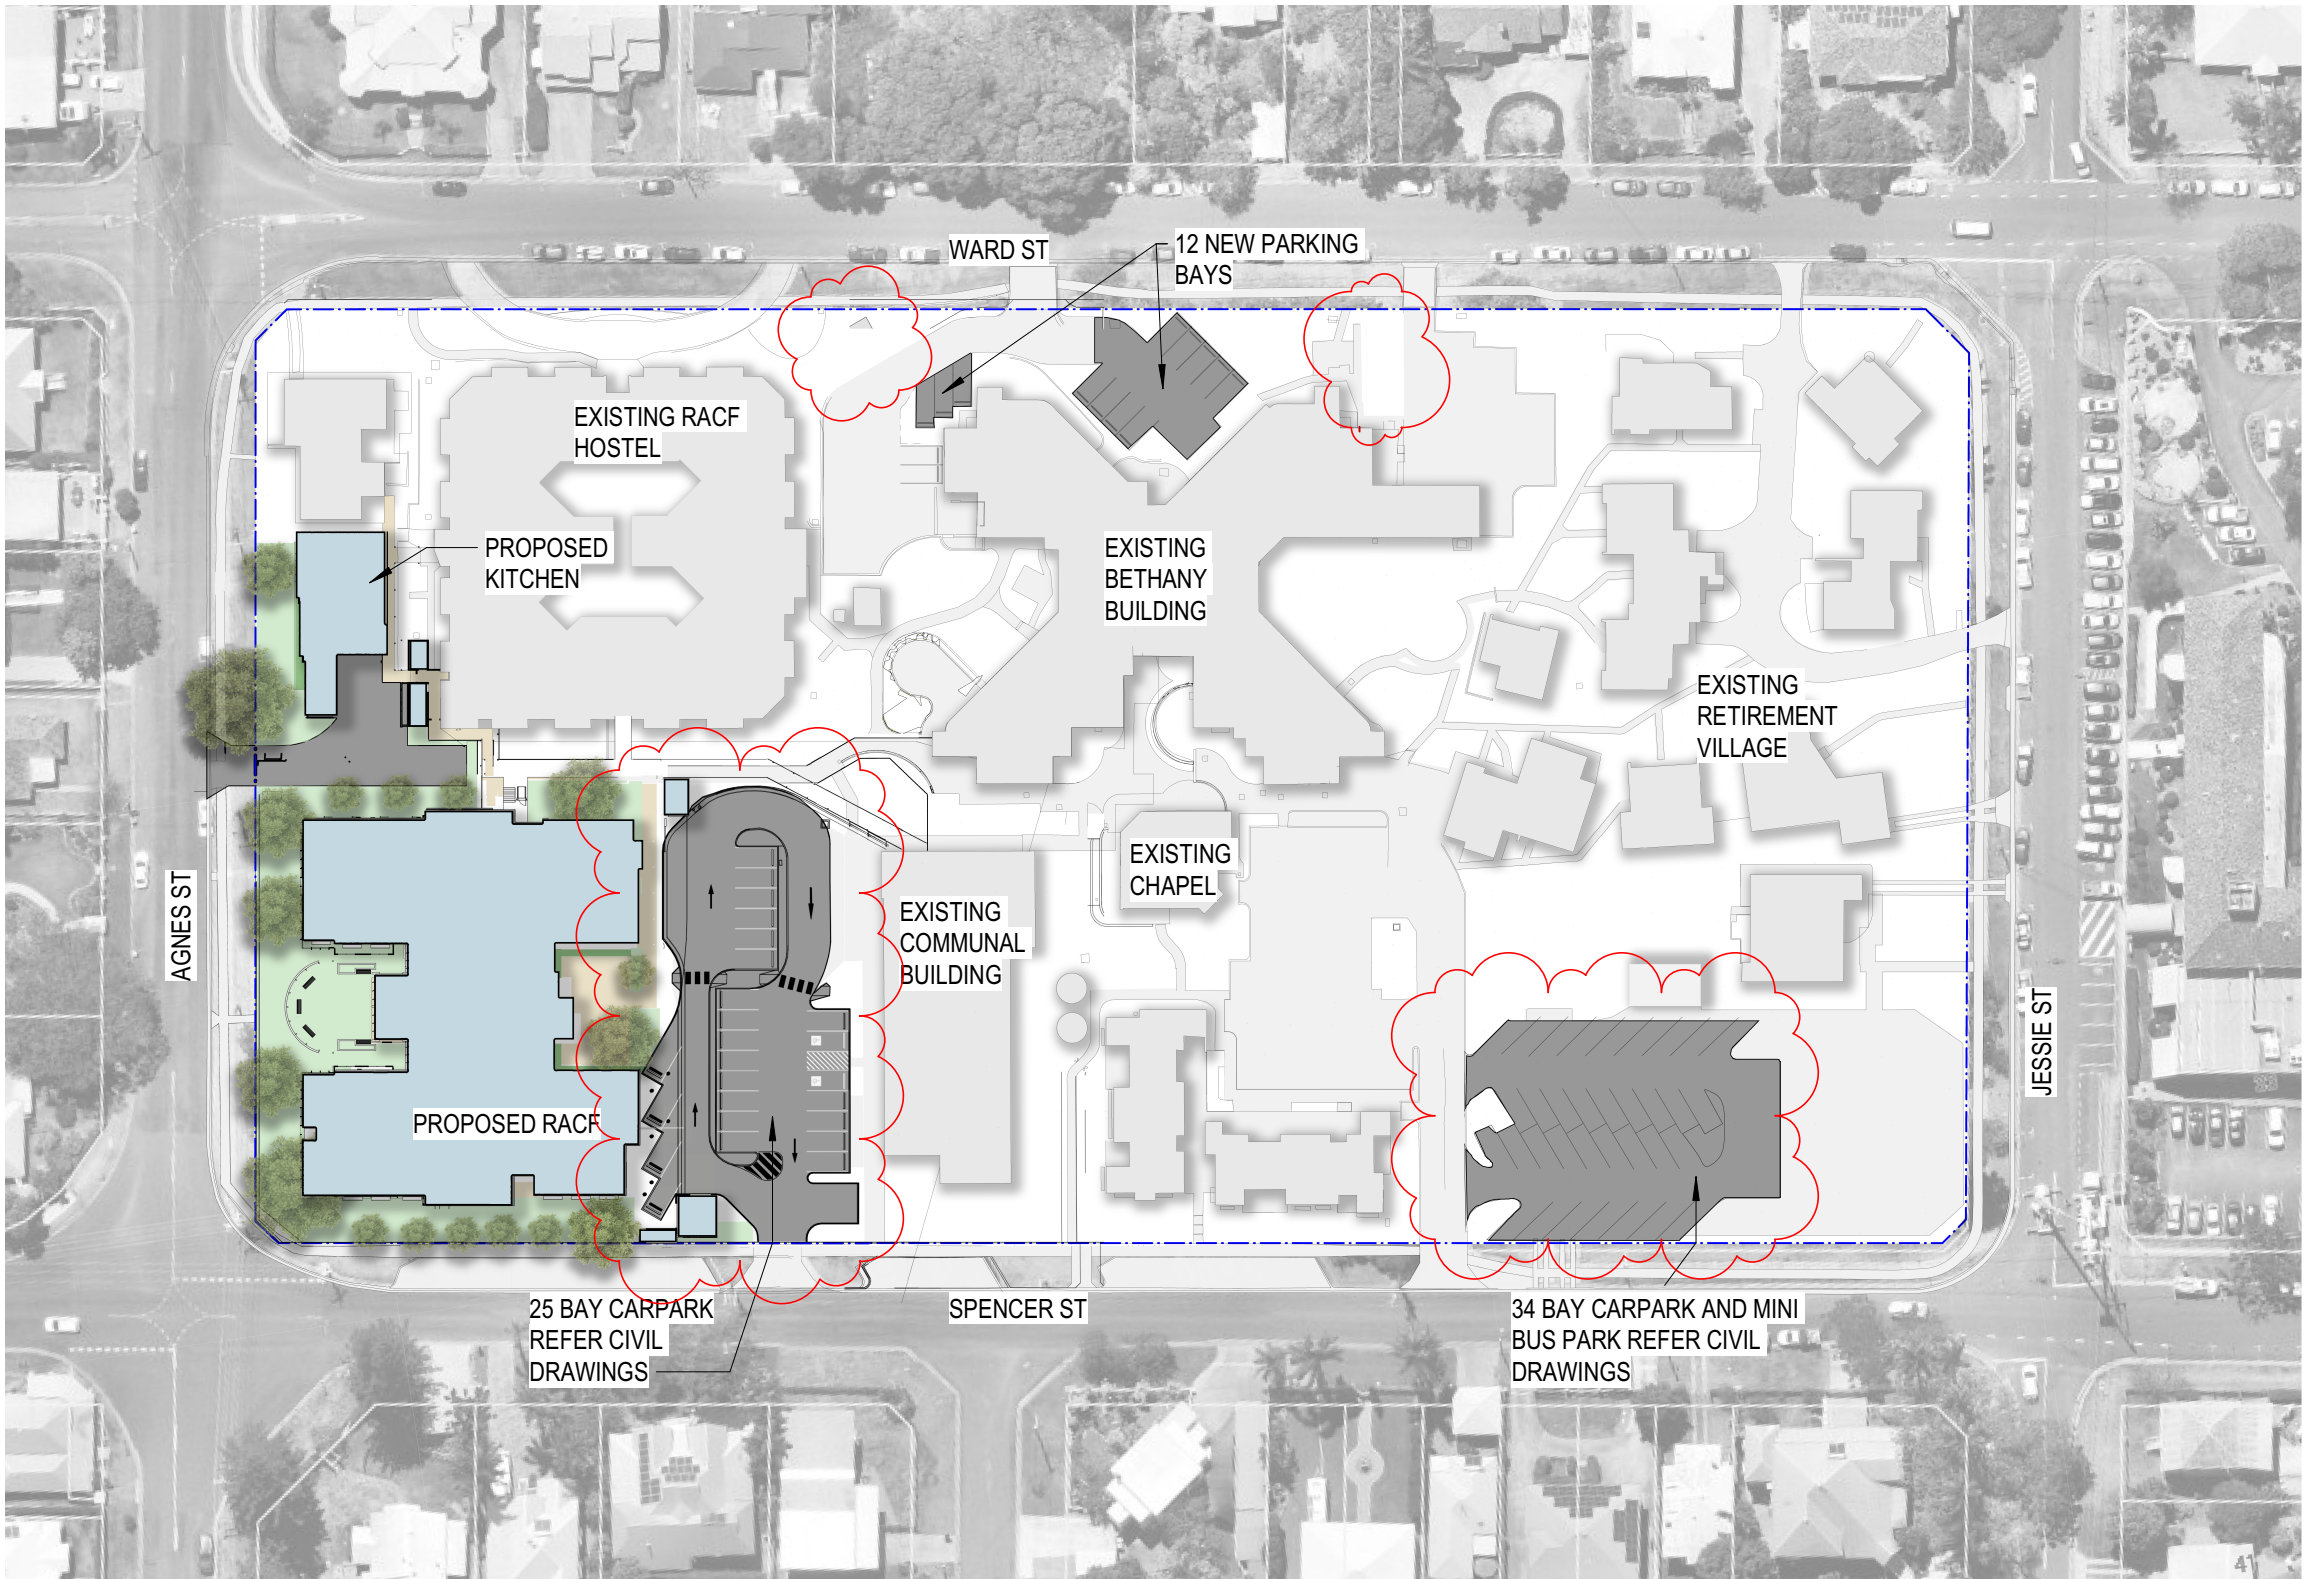 WARD ST
12 NEW PARKING
BAYS
EXISTING RACF
HOSTEL
PROPOSED
KITCHEN
EXISTING
BETHANY
BUILDING
EXISTING
RETIREMENT
VILLAGE
EXISTING
CHAPEL
AGNES ST
EXISTING
COMMUNAL
BUILDING
JESSIE ST
PROPOSED RACF
25 BAY CARPARK
REFER CIVIL
DRAWINGS
SPENCER ST
34 BAY CARPARK AND MINI
BUS PARK REFER CIVIL
DRAWINGS